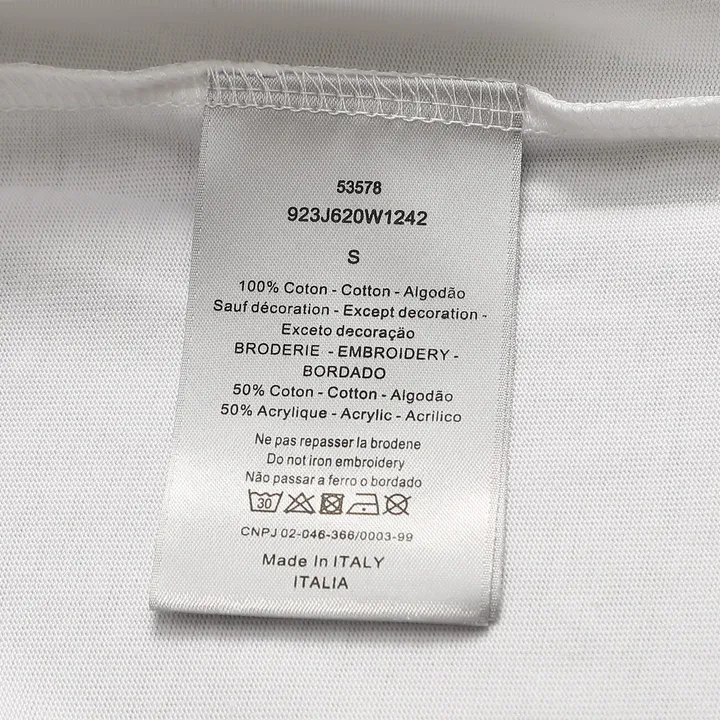 53578
923J620W1242
S
100% Coton - Cotton - Algodão
Sauf décoration - Except decoration -
Exceto decoração
BRODERIE - EMBROIDERY -
BORDADO
50% Coton - Cotton - Algodão
50% Acrylique - Acrylic - Acrilico
Ne pas repasser la brodene
Do not iron embroidery
Não passar a ferro o bordado
30
CNPJ 02-046-366/0003-99
Made In ITALY
ITALIA